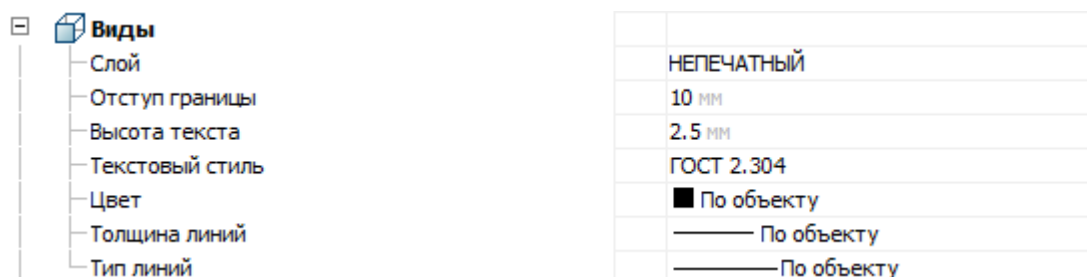 Виды
Слой НЕПЕЧАТНЫЙ
Отступ границы 10 мм
Высота текста 2.5 мм
Текстовый стиль ГОСТ 2.304
Цвет По объекту
Толщина линий По объекту
Тип линий По объекту